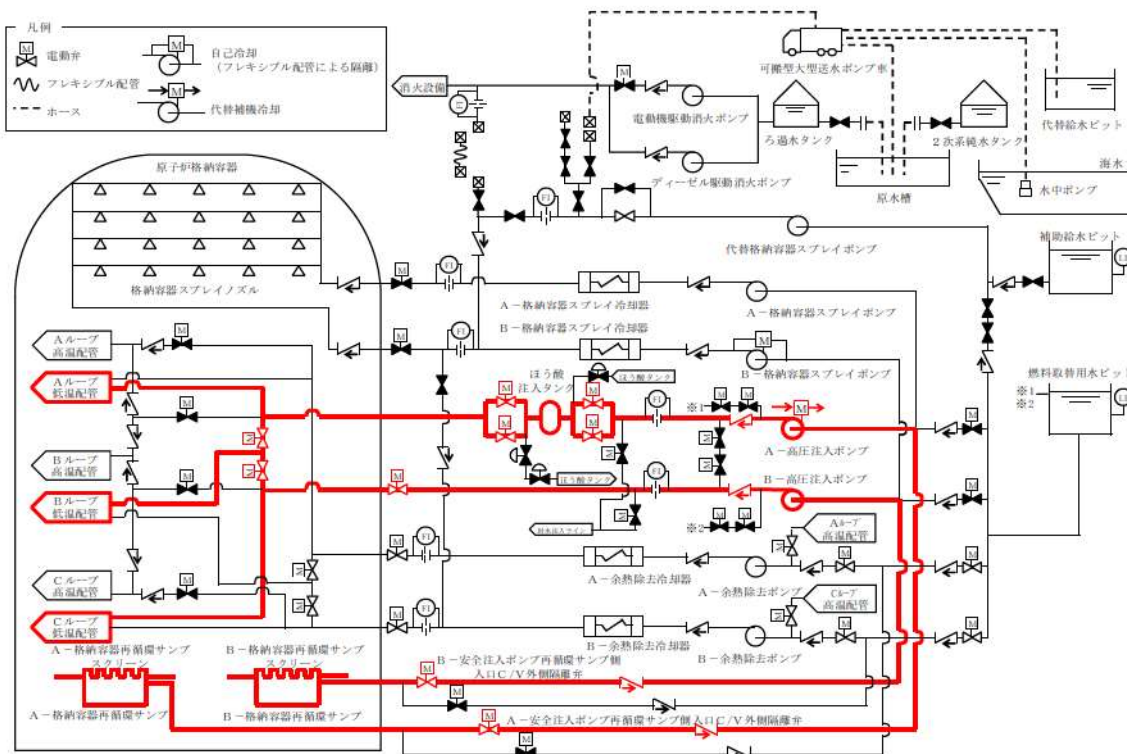 凡例
M
電動弁
フレキシブル配管
ホース
M
自己冷却
(フレキシブル配管による隔離)
M
代替補機冷却
消火設備
FI
M
電動機駆動消火ポンプ
ディーゼル駆動消火ポンプ
可搬型大型送水ポンプ車
ろ過水タンク
2次系純水タンク
原水槽
代替給水ピット
海水
水中ポンプ
原子炉格納容器
格納容器スプレイノズル
FI
代替格納容器スプレイポンプ
補助給水ピット
M
FI
A-格納容器スプレイ冷却器
A-格納容器スプレイポンプ
B-格納容器スプレイ冷却器
M
FI
M
B-格納容器スプレイポンプ
燃料取替用水ピット
※1
※2
Aループ
高温配管
M
Aループ
低温配管
M
Bループ
高温配管
M
Bループ
低温配管
Cループ
高温配管
M
Cループ
低温配管
ほう酸
注入タンク
ほう酸タンク
M
M
FI
※1
M
M
M
A-高圧注入ポンプ
ほう酸タンク
M
FI
B-高圧注入ポンプ
封水注入ライン
※2
M
M
Aループ
高温配管
M
FI
A-余熱除去冷却器
A-余熱除去ポンプ
Cループ
高温配管
M
FI
B-余熱除去冷却器
B-余熱除去ポンプ
A-格納容器再循環サンプ
スクリーン
B-格納容器再循環サンプ
スクリーン
B-安全注入ポンプ再循環サンプ側
入口C/V外側隔離弁
A-格納容器再循環サンプ
B-格納容器再循環サンプ
A-安全注入ポンプ再循環サンプ側入口C/V外側隔離弁